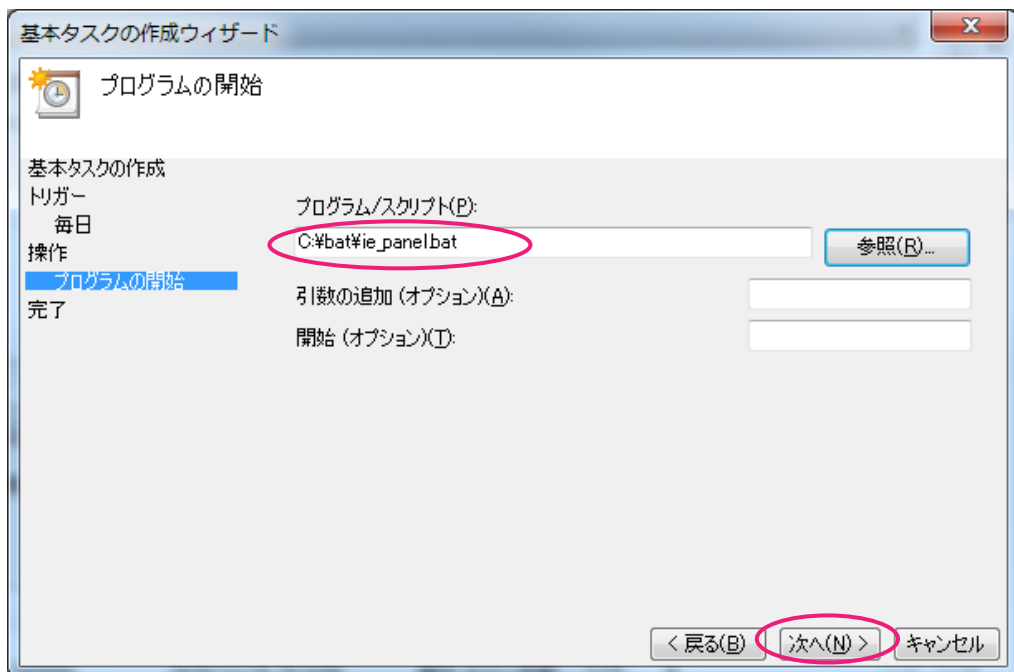 基本タスクの作成ウィザード
プログラムの開始
基本タスクの作成
トリガー
毎日
操作
プログラムの開始
完了
プログラム/スクリプト(P):
C:¥bat¥ie_panel.bat
参照(R)...
引数の追加 (オプション)(A):
開始 (オプション)(T):
< 戻る(B)
次へ(N) >
キャンセル